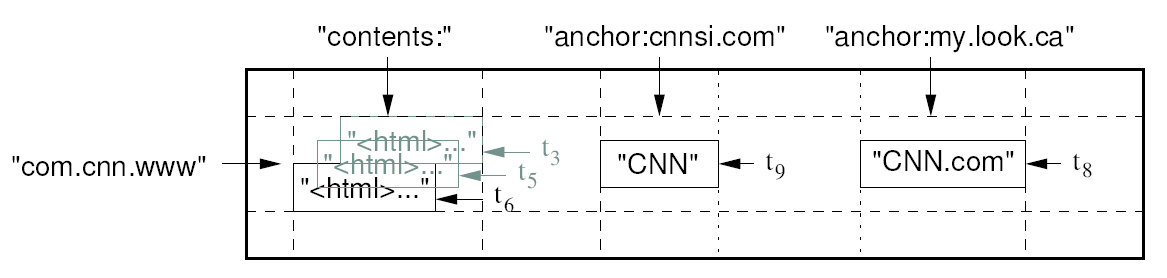 "contents:" "anchor:cnnsi.com" "anchor:my.look.ca"
"<html>..." t3
"com.cnn.www" "<html>..." t5 "CNN" t9 "CNN.com" t8
"<html>..." t6